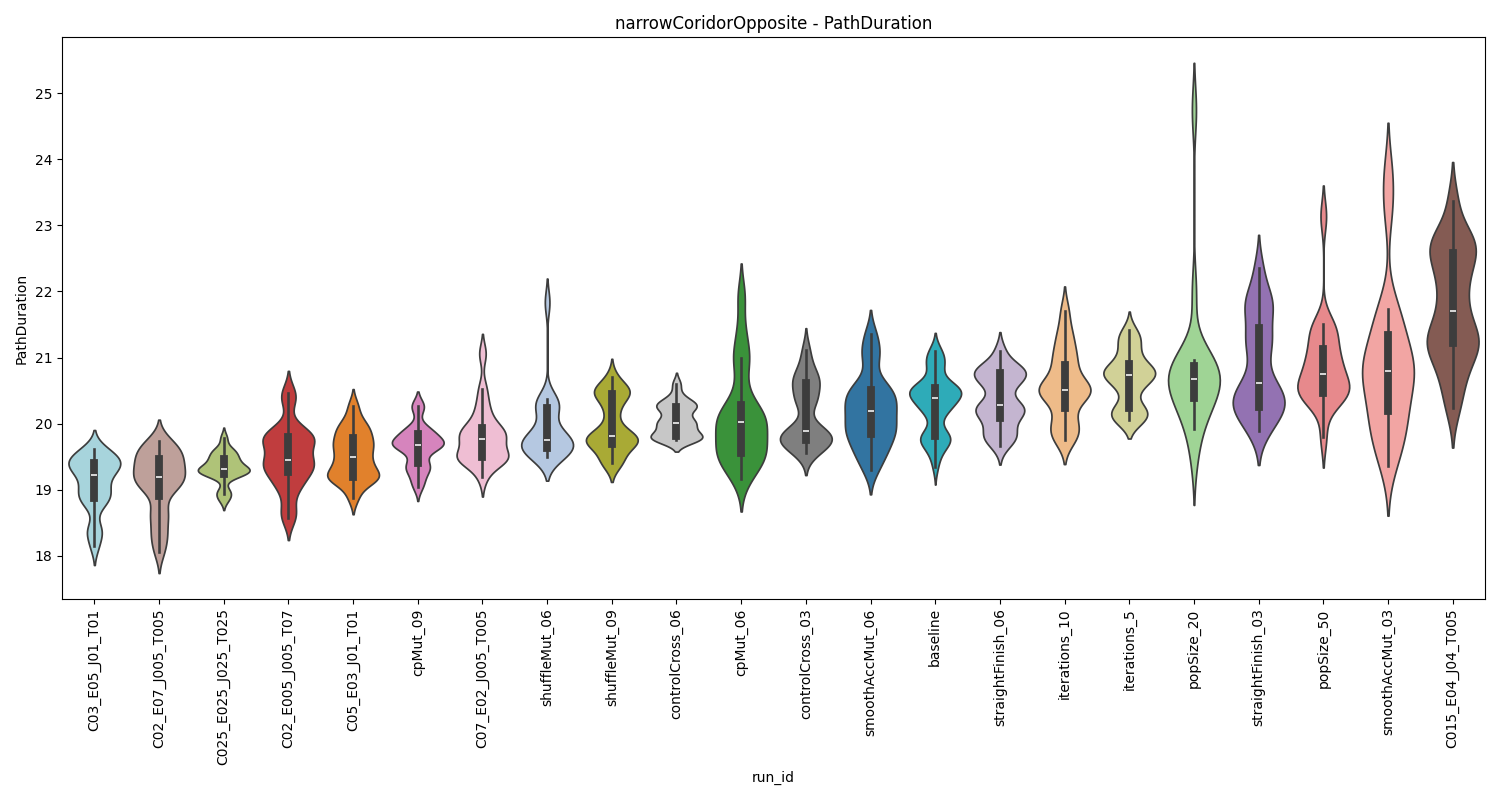 narrowCoridorOpposite - PathDuration
PathDuration
25
24
23
22
21
20
19
18
C03_E05_J01_T01
C02_E07_J005_T005
C025_E025_J025_T025
C02_E005_J005_T07
C05_E03_J01_T01
cpMut_09
C07_E02_J005_T005
shuffleMut_06
shuffleMut_09
controlCross_06
cpMut_06
controlCross_03
smoothAccMut_06
baseline
straightFinish_06
iterations_10
iterations_5
popSize_20
straightFinish_03
popSize_50
smoothAccMut_03
C015_E04_J04_T005
run_id